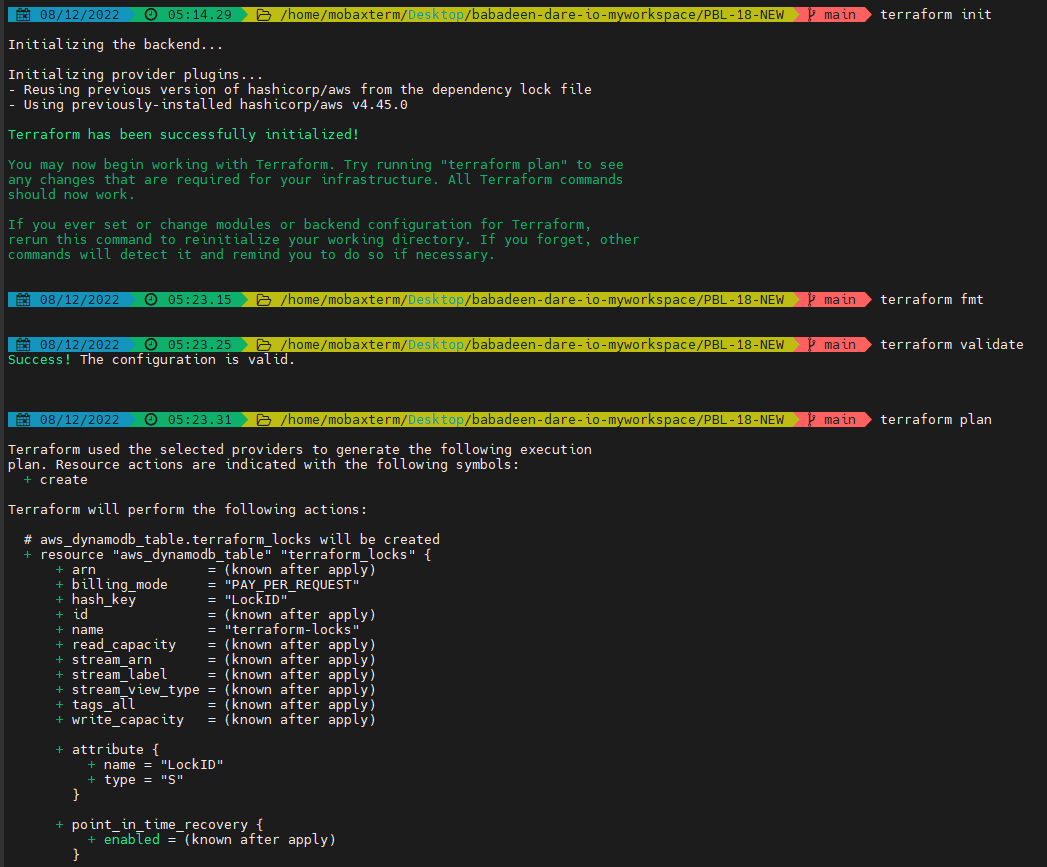 08/12/2022 05:14.29 /home/mobaxterm/Desktop/babadeen-dare-io-myworkspace/PBL-18-NEW main terraform init
Initializing the backend...
Initializing provider plugins...
- Reusing previous version of hashicorp/aws from the dependency lock file
- Using previously-installed hashicorp/aws v4.45.0
Terraform has been successfully initialized!
You may now begin working with Terraform. Try running "terraform plan" to see
any changes that are required for your infrastructure. All Terraform commands
should now work.
If you ever set or change modules or backend configuration for Terraform,
rerun this command to reinitialize your working directory. If you forget, other
commands will detect it and remind you to do so if necessary.
08/12/2022 05:23.15 /home/mobaxterm/Desktop/babadeen-dare-io-myworkspace/PBL-18-NEW main terraform fmt
08/12/2022 05:23.25 /home/mobaxterm/Desktop/babadeen-dare-io-myworkspace/PBL-18-NEW main terraform validate
Success! The configuration is valid.
08/12/2022 05:23.31 /home/mobaxterm/Desktop/babadeen-dare-io-myworkspace/PBL-18-NEW main terraform plan
Terraform used the selected providers to generate the following execution
plan. Resource actions are indicated with the following symbols:
+ create
Terraform will perform the following actions:
# aws_dynamodb_table.terraform_locks will be created
+ resource "aws_dynamodb_table" "terraform_locks" {
+ arn = (known after apply)
+ billing_mode = "PAY_PER_REQUEST"
+ hash_key = "LockID"
+ id = (known after apply)
+ name = "terraform-locks"
+ read_capacity = (known after apply)
+ stream_arn = (known after apply)
+ stream_label = (known after apply)
+ stream_view_type = (known after apply)
+ tags_all = (known after apply)
+ write_capacity = (known after apply)
+ attribute {
+ name = "LockID"
+ type = "S"
}
+ point_in_time_recovery {
+ enabled = (known after apply)
}